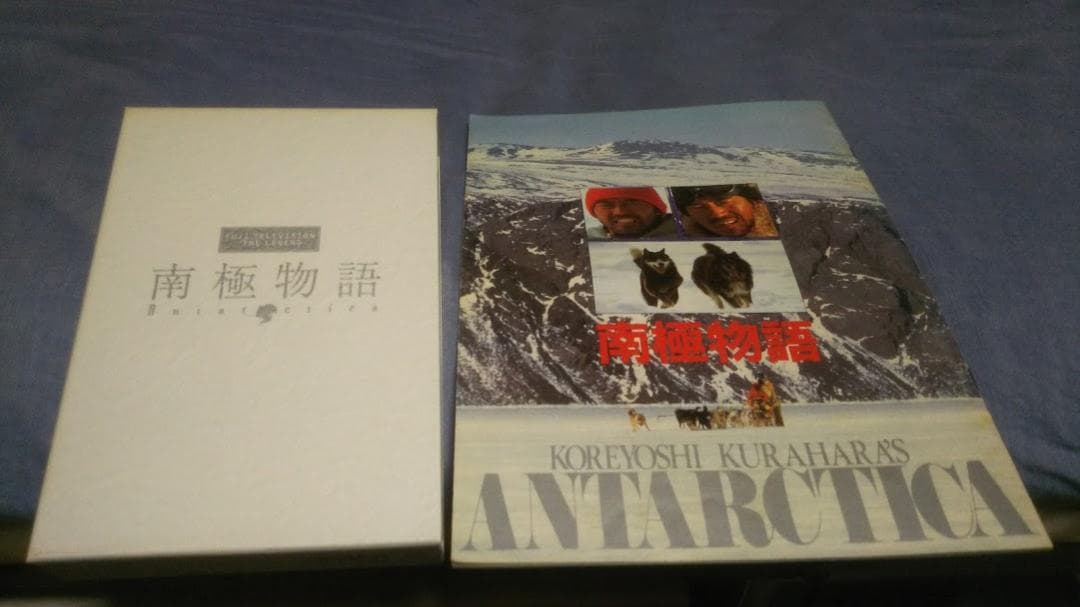 FUJI TELEVISION
THE LEGEND
南極物語
Antarctica
南極物語
KOREYOSHI KURAHARA'S
ANTARCTICA